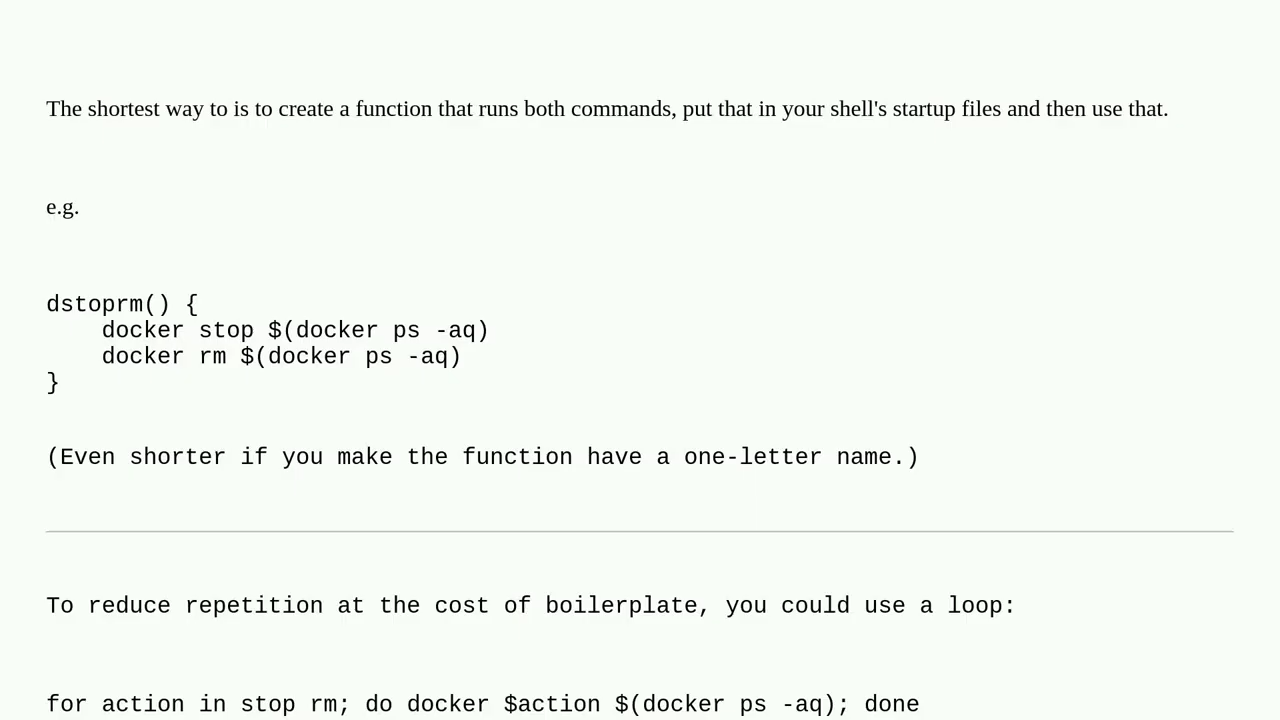 The shortest way to is to create a function that runs both commands, put that in your shell's startup files and then use that.
e.g.
dstoprm() {
    docker stop $(docker ps -aq)
    docker rm $(docker ps -aq)
}
(Even shorter if you make the function have a one-letter name.)
To reduce repetition at the cost of boilerplate, you could use a loop:
for action in stop rm; do docker $action $(docker ps -aq); done